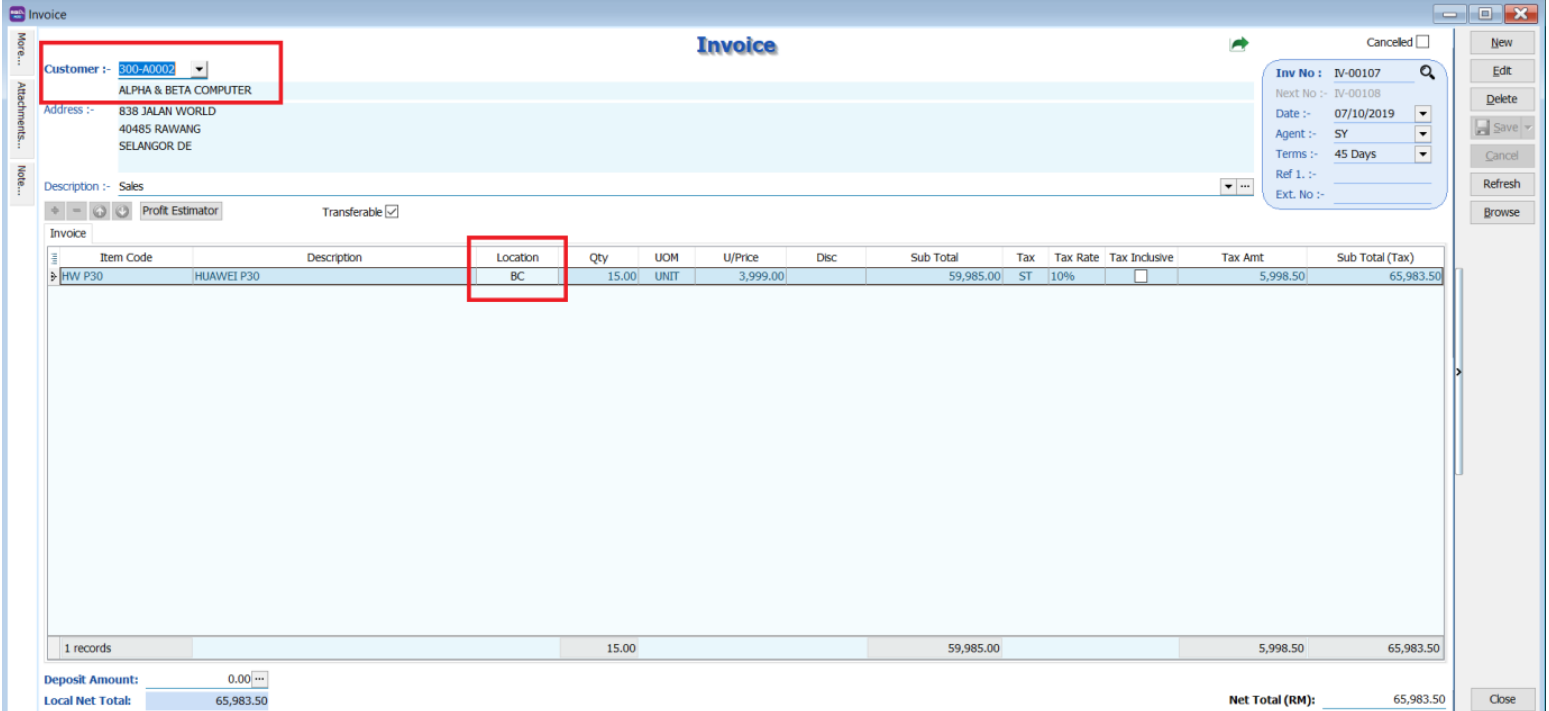 Invoice
More...
Attachments...
Note...
Invoice
Cancelled
Customer :- 300-A0002
ALPHA & BETA COMPUTER
Address :- 838 JALAN WORLD
40485 RAWANG
SELANGOR DE
Inv No : IV-00107
Next No :- IV-00108
Date :- 07/10/2019
Agent :- SY
Terms :- 45 Days
Ref 1. :-
Ext. No :-
Description :- Sales
Profit Estimator Transferable
Invoice
Item Code Description Location Qty UOM U/Price Disc Sub Total Tax Tax Rate Tax Inclusive Tax Amt Sub Total (Tax)
HW P30 HUAWEI P30 BC 15.00 UNIT 3,999.00 59,985.00 ST 10% 5,998.50 65,983.50
1 records 15.00 59,985.00 5,998.50 65,983.50
Deposit Amount: 0.00 ...
Local Net Total: 65,983.50
Net Total (RM): 65,983.50
New
Edit
Delete
Save
Cancel
Refresh
Browse
Close